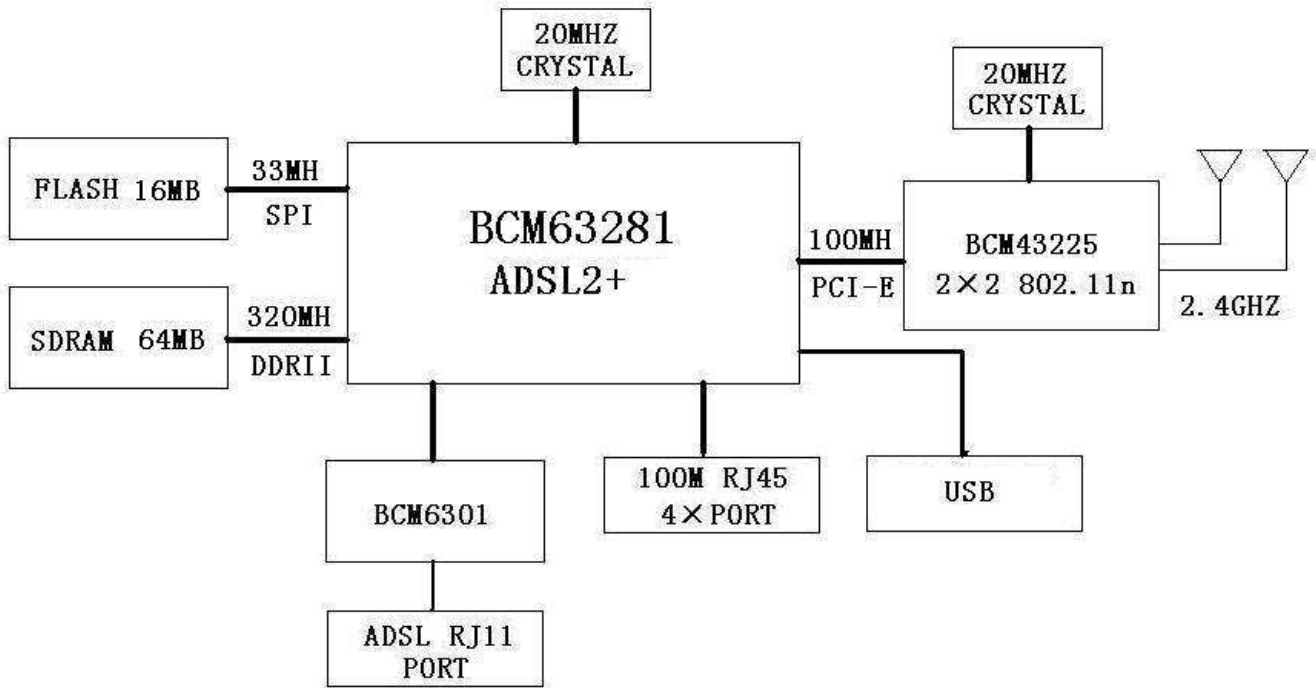 20MHZ
CRYSTAL
20MHZ
CRYSTAL
FLASH 16MB
33MH
SPI
BCM63281
ADSL2+
100MH
PCI-E
BCM43225
2×2 802.11n
2.4GHZ
SDRAM 64MB
320MH
DDRII
BCM6301
100M RJ45
4×PORT
USB
ADSL RJ11
PORT